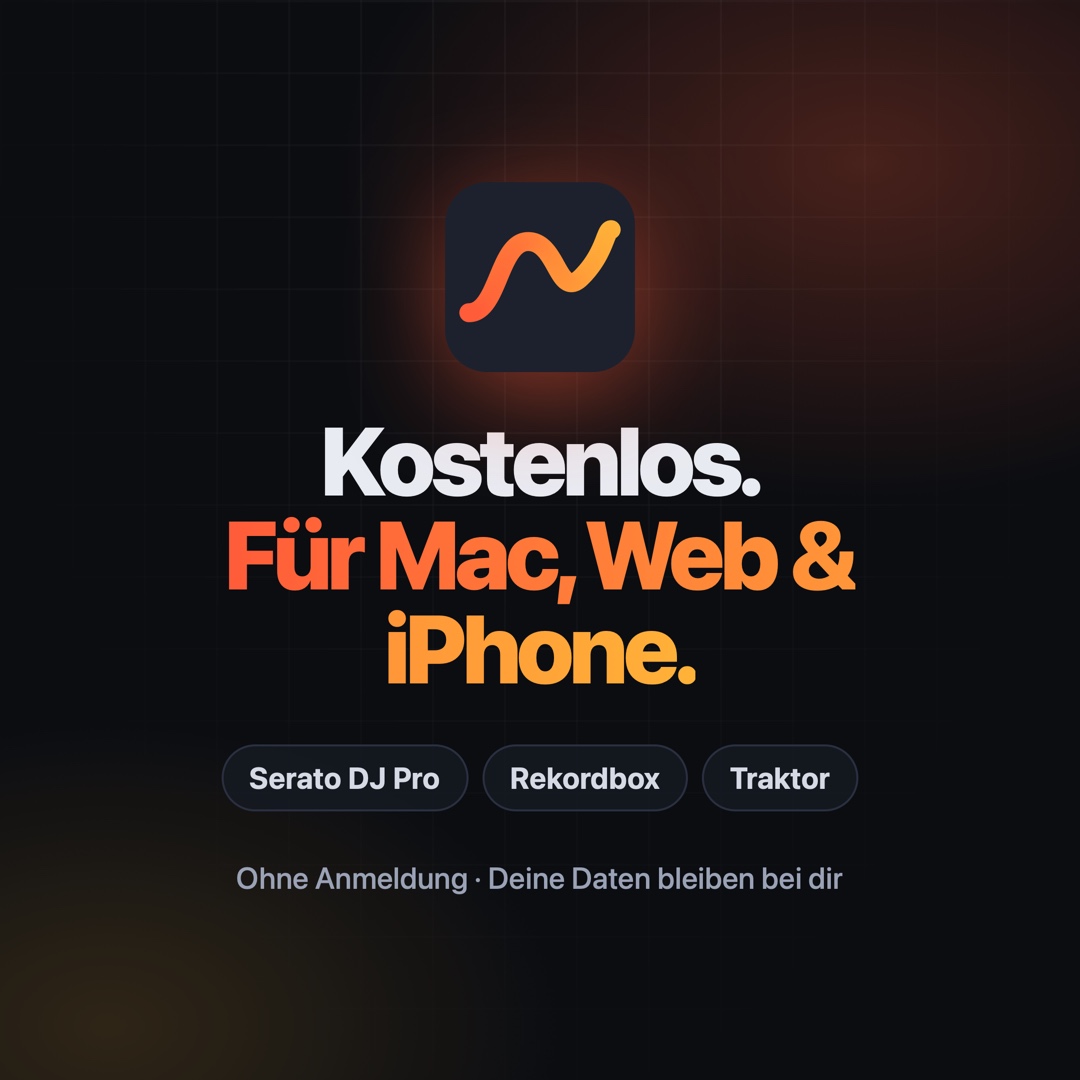 Kostenlos.
Für Mac, Web &
iPhone.
Serato DJ Pro
Rekordbox
Traktor
Ohne Anmeldung · Deine Daten bleiben bei dir